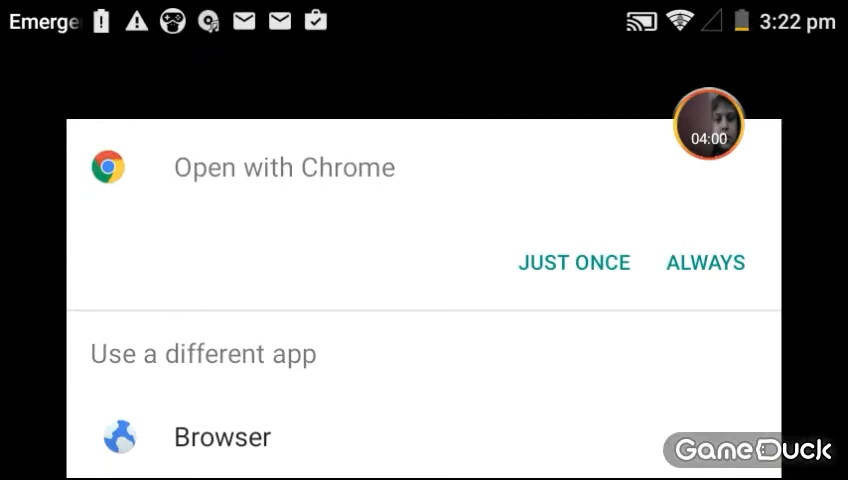 Emerge 3:22 pm
04:00
Open with Chrome
JUST ONCE ALWAYS
Use a different app
Browser
GameDuck